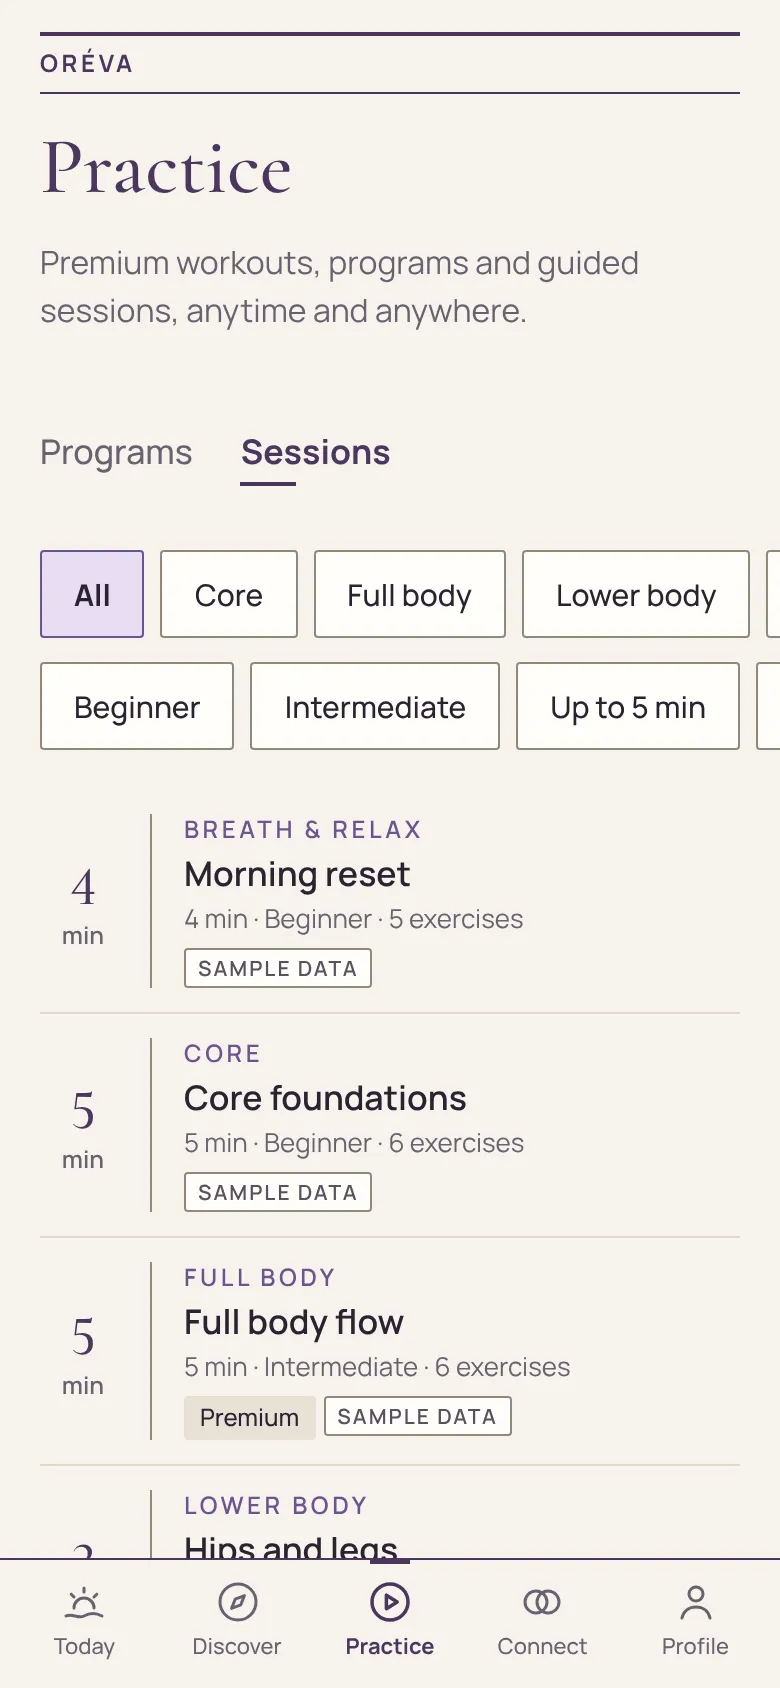 ORÉVA
Practice
Premium workouts, programs and guided
sessions, anytime and anywhere.
Programs
Sessions
All
Core
Full body
Lower body
Beginner
Intermediate
Up to 5 min
4
min
BREATH & RELAX
Morning reset
4 min · Beginner · 5 exercises
SAMPLE DATA
5
min
CORE
Core foundations
5 min · Beginner · 6 exercises
SAMPLE DATA
5
min
FULL BODY
Full body flow
5 min · Intermediate · 6 exercises
Premium
SAMPLE DATA
LOWER BODY
Hips and legs
Today
Discover
Practice
Connect
Profile